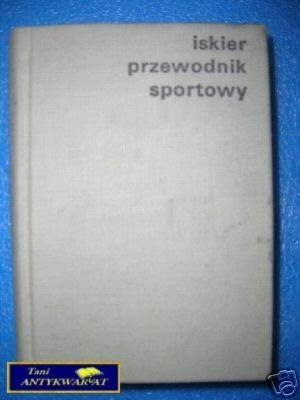 iskier
przewodnik
sportowy
Tani
ANTYKWARIAT